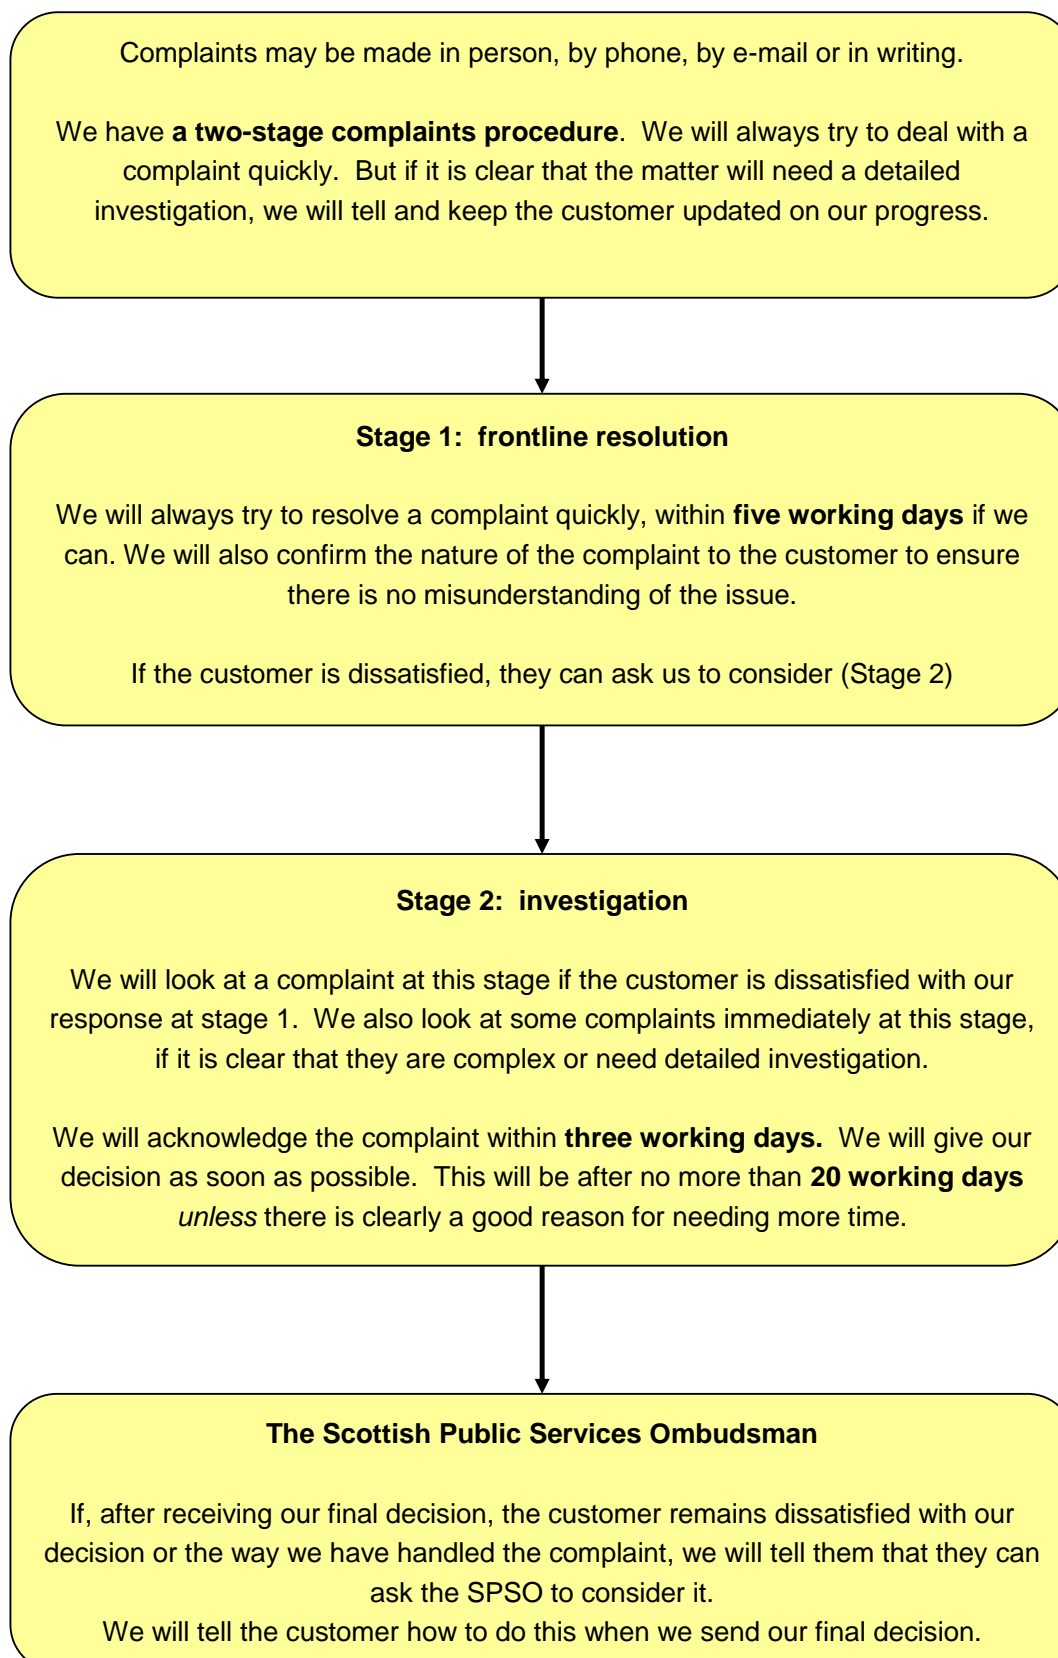 Complaints may be made in person, by phone, by e-mail or in writing.
We have a two-stage complaints procedure.  We will always try to deal with a
complaint quickly.  But if it is clear that the matter will need a detailed
investigation, we will tell and keep the customer updated on our progress.
Stage 1:  frontline resolution
We will always try to resolve a complaint quickly, within five working days if we
can. We will also confirm the nature of the complaint to the customer to ensure
there is no misunderstanding of the issue.
If the customer is dissatisfied, they can ask us to consider (Stage 2)
Stage 2:  investigation
We will look at a complaint at this stage if the customer is dissatisfied with our
response at stage 1.  We also look at some complaints immediately at this stage,
if it is clear that they are complex or need detailed investigation.
We will acknowledge the complaint within three working days.  We will give our
decision as soon as possible.  This will be after no more than 20 working days
unless there is clearly a good reason for needing more time.
The Scottish Public Services Ombudsman
If, after receiving our final decision, the customer remains dissatisfied with our
decision or the way we have handled the complaint, we will tell them that they can
ask the SPSO to consider it.
We will tell the customer how to do this when we send our final decision.